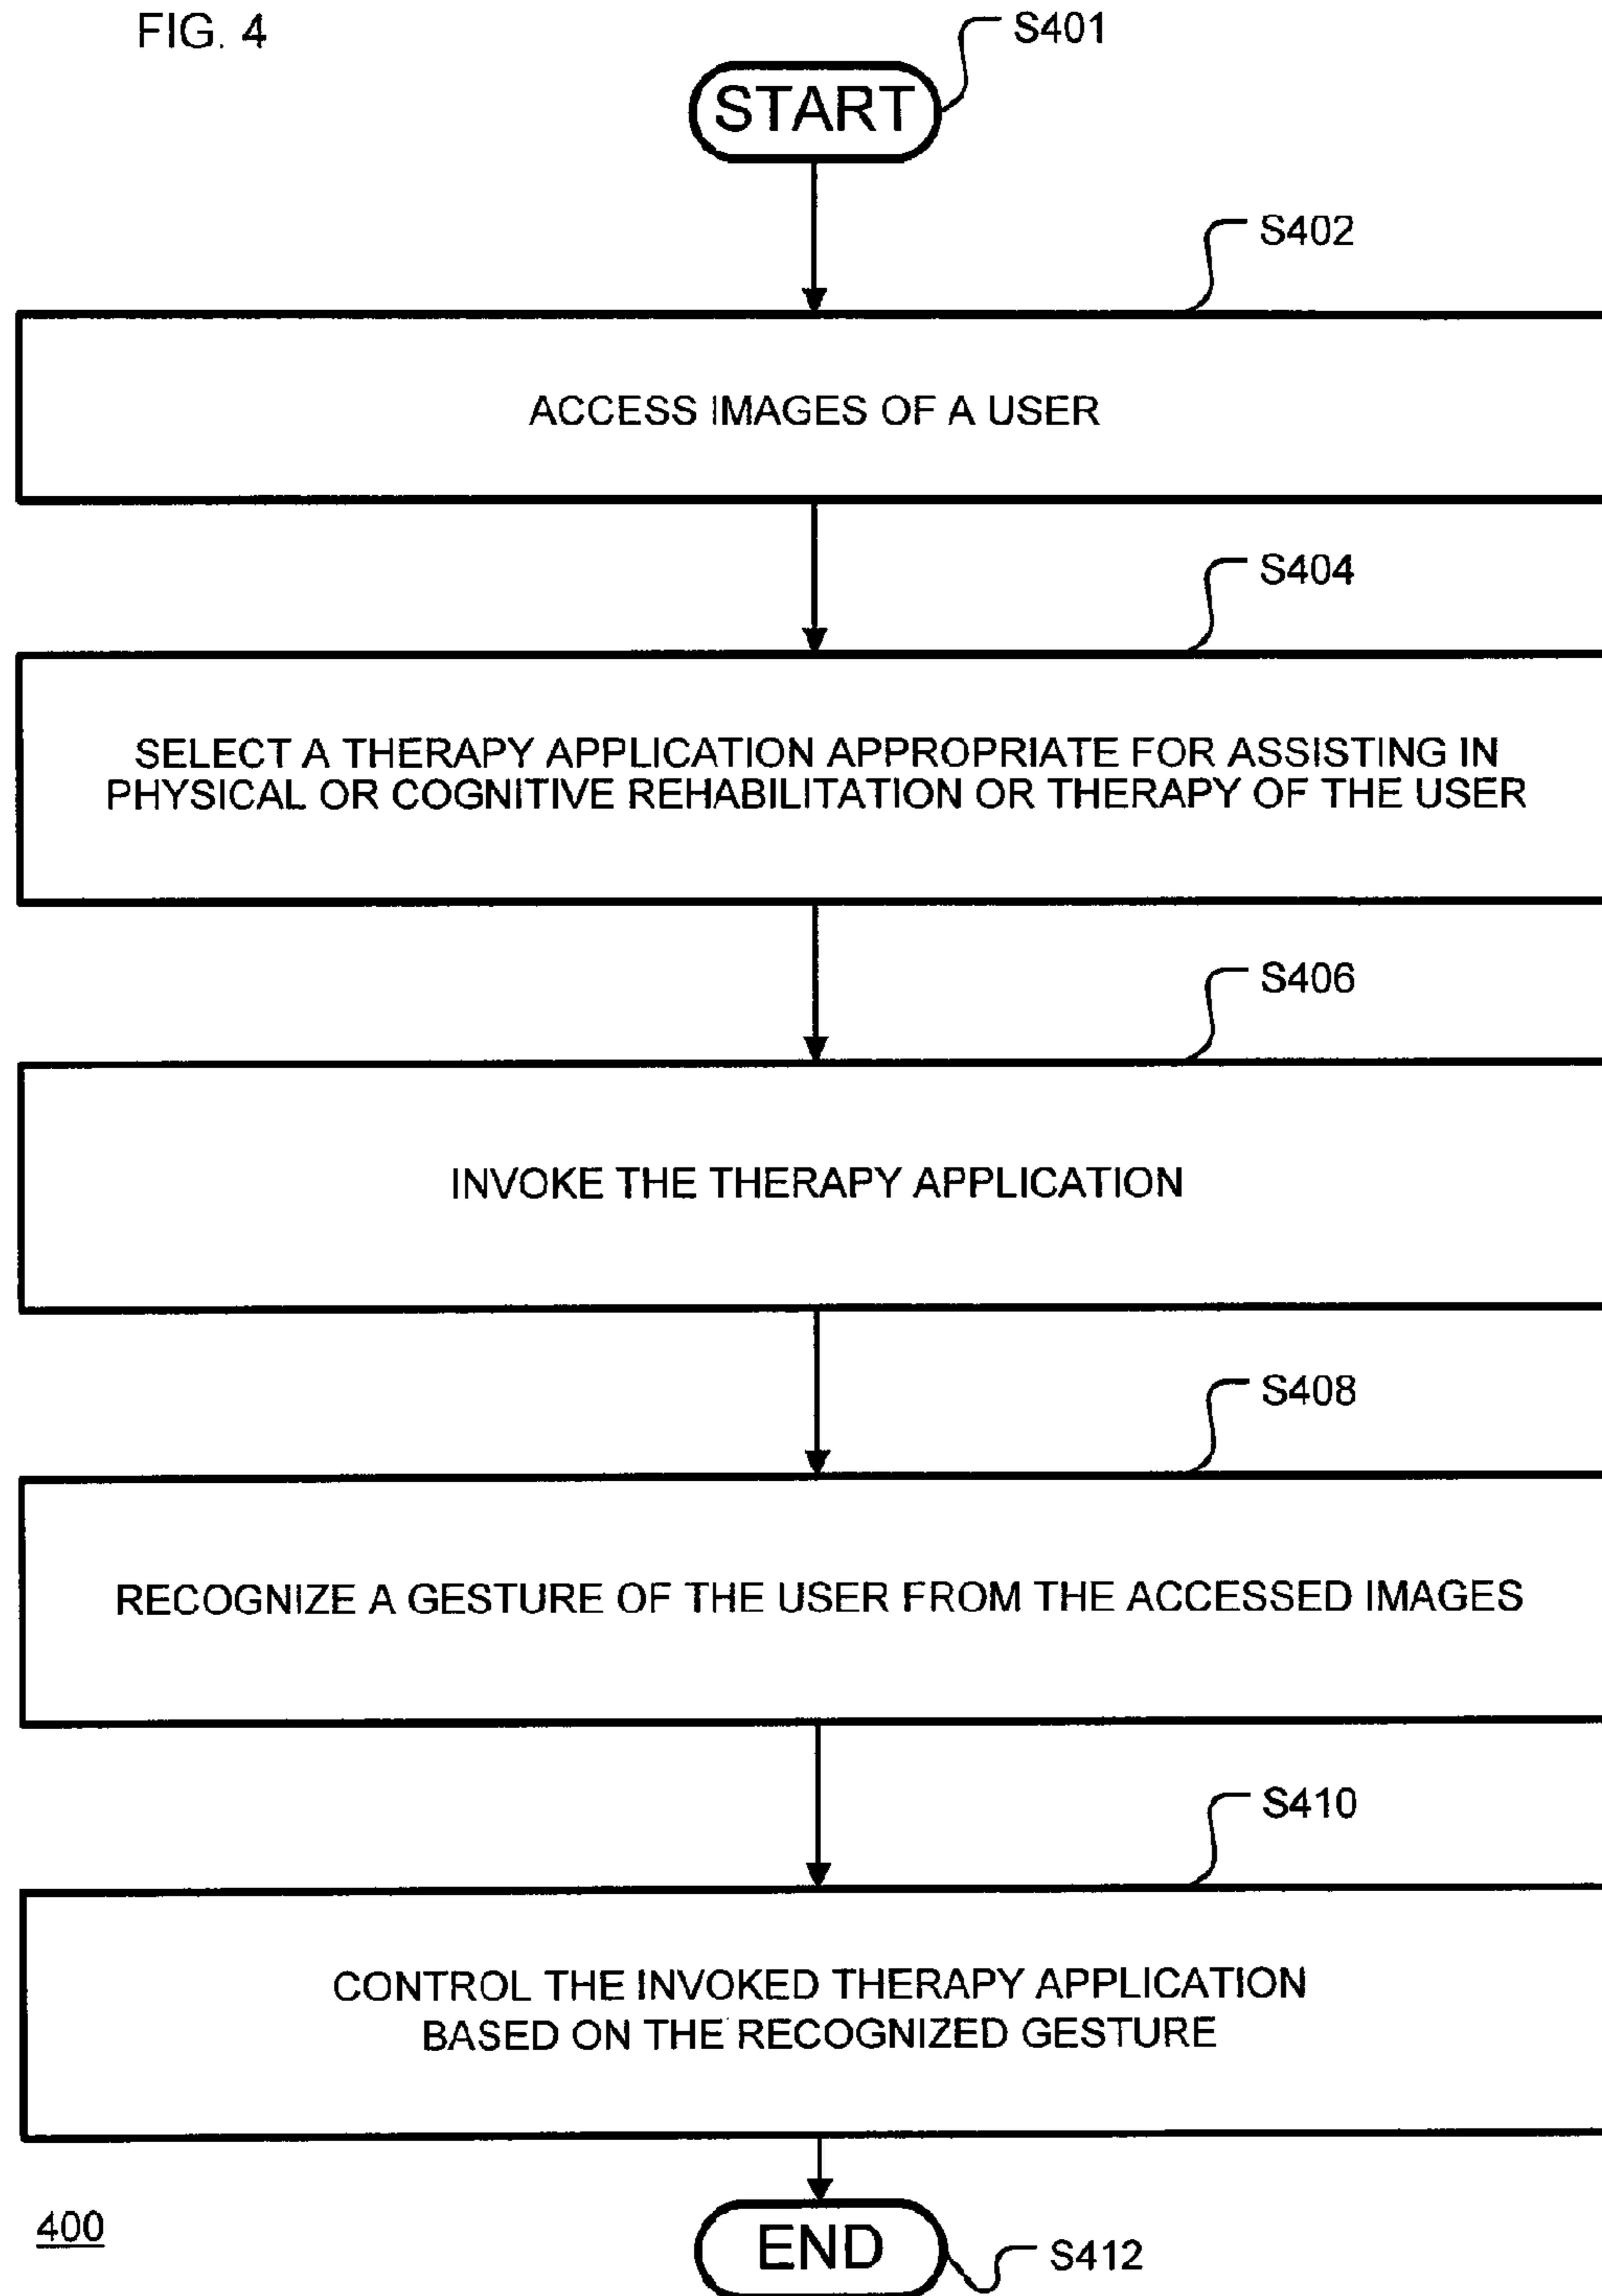 FIG. 4
S401
START
S402
ACCESS IMAGES OF A USER
S404
SELECT A THERAPY APPLICATION APPROPRIATE FOR ASSISTING IN
PHYSICAL OR COGNITIVE REHABILITATION OR THERAPY OF THE USER
S406
INVOKE THE THERAPY APPLICATION
S408
RECOGNIZE A GESTURE OF THE USER FROM THE ACCESSED IMAGES
S410
CONTROL THE INVOKED THERAPY APPLICATION
BASED ON THE RECOGNIZED GESTURE
400
END
S412